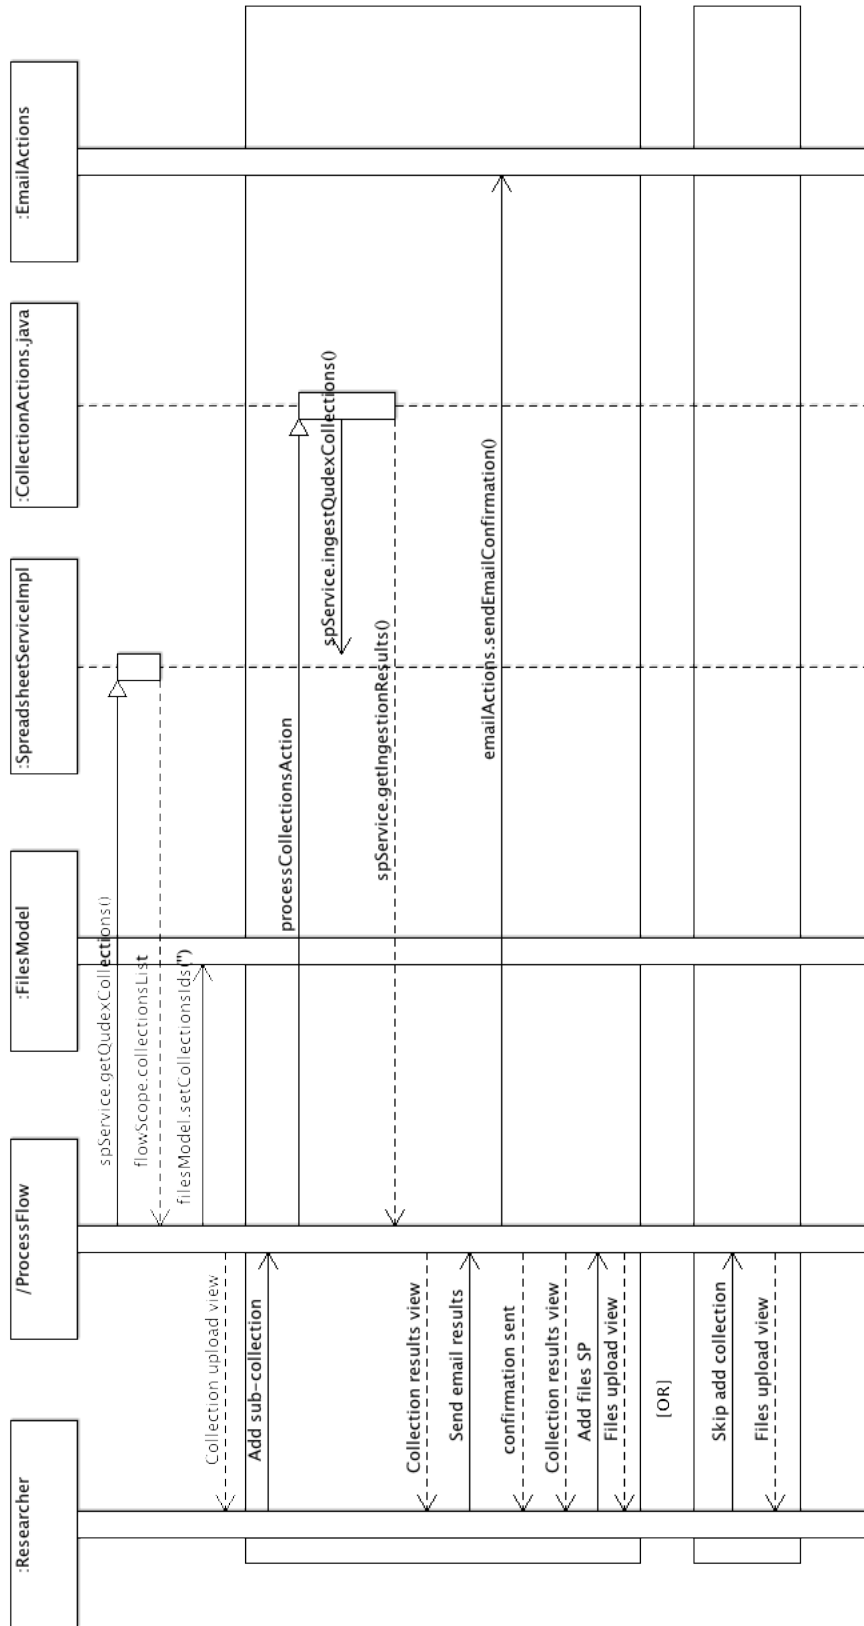 :Researcher
/ProcessFlow
:FilesModel
:SpreadsheetServiceImpl
:CollectionActions.java
:EmailActions
spService.getQudexCollections()
flowScope.collectionsList
filesModel.setCollectionsIds('')
Collection upload view
Add sub-collection
processCollectionsAction
spService.ingestQudexCollections()
spService.getIngestionResults()
Collection results view
Send email results
emailActions.sendEmailConfirmation()
confirmation sent
Collection results view
Add files SP
Files upload view
[OR]
Skip add collection
Files upload view